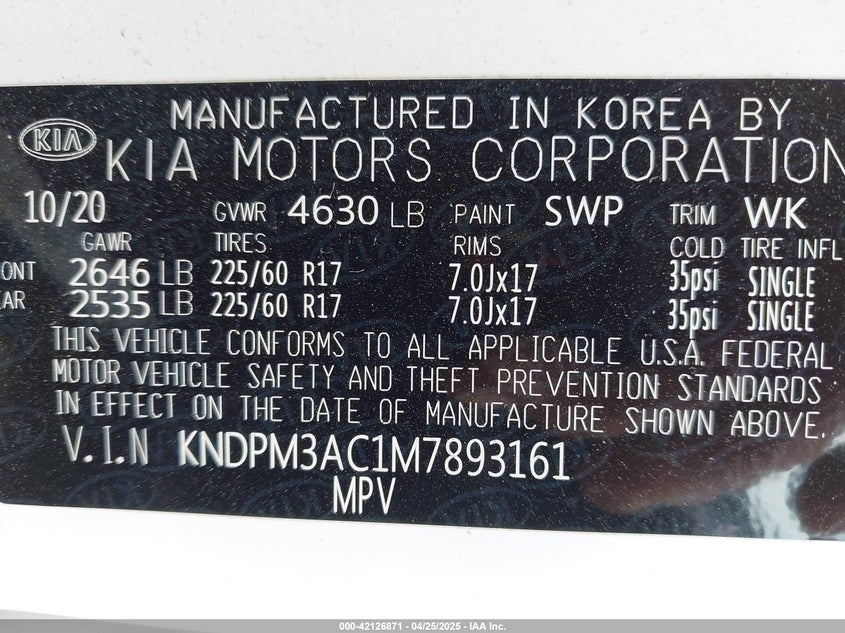 MANUFACTURED IN KOREA BY
KIA KIA MOTORS CORPORATION
10/20 GVWR 4630 LB PAINT SWP TRIM WK
GAWR TIRES RIMS COLD TIRE INFL
ONT 2646 LB 225/60 R17 7.0Jx17 35psi SINGLE
AR 2535 LB 225/60 R17 7.0Jx17 35psi SINGLE
THIS VEHICLE CONFORMS TO ALL APPLICABLE U.S.A. FEDERAL
MOTOR VEHICLE SAFETY AND THEFT PREVENTION STANDARDS
IN EFFECT ON THE DATE OF MANUFACTURE SHOWN ABOVE.
V.I.N KNDPM3AC1M7893161
MPV
000-42126871 - 04/25/2025 - IAA Inc.